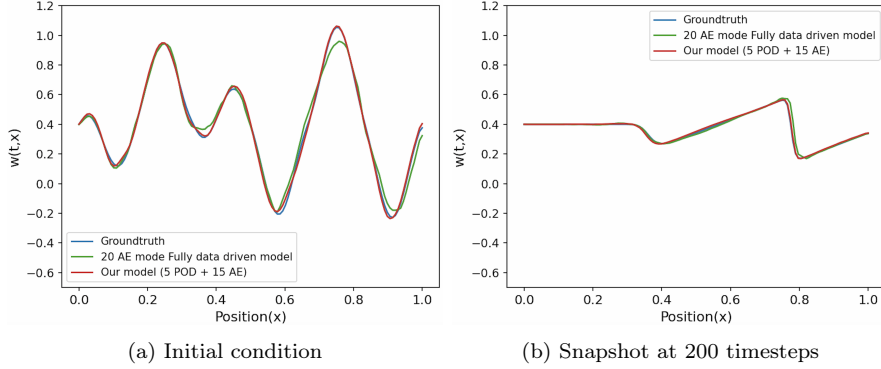 1.2
1.0
0.8
0.6
0.4
0.2
0.0
−0.2
−0.4
−0.6
w(t,x)
Groundtruth
20 AE mode Fully data driven model
Our model (5 POD + 15 AE)
0.0 0.2 0.4 0.6 0.8 1.0
Position(x)
(a) Initial condition
1.2
1.0
0.8
0.6
0.4
0.2
0.0
−0.2
−0.4
−0.6
w(t,x)
Groundtruth
20 AE mode Fully data driven model
Our model (5 POD + 15 AE)
0.0 0.2 0.4 0.6 0.8 1.0
Position(x)
(b) Snapshot at 200 timesteps